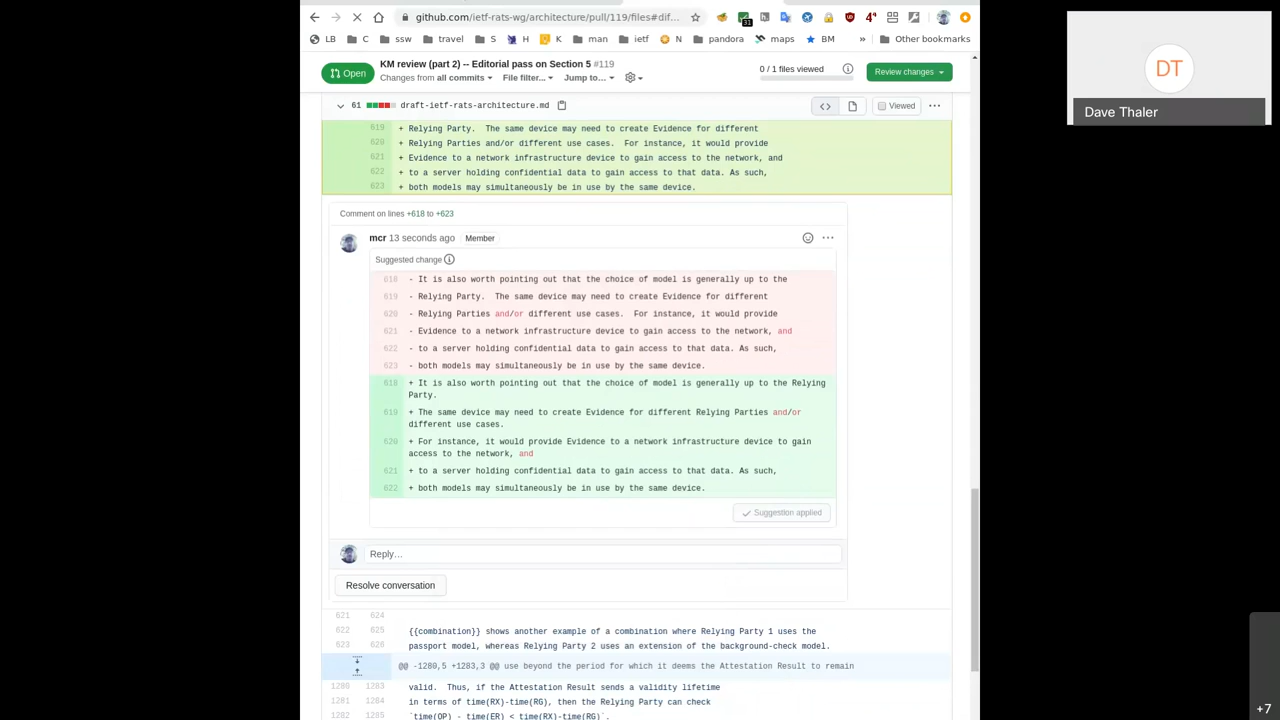 github.com/ietf-rats-wg/architecture/pull/119/files#dif...
31
LB C ssw travel S H K man ietf N pandora maps BM » Other bookmarks
Open
KM review (part 2) -- Editorial pass on Section 5 #119
Changes from all commits File filter... Jump to...
0 / 1 files viewed
Review changes
61 draft-ietf-rats-architecture.md
Viewed
619 + Relying Party.  The same device may need to create Evidence for different
620 + Relying Parties and/or different use cases.  For instance, it would provide
621 + Evidence to a network infrastructure device to gain access to the network, and
622 + to a server holding confidential data to gain access to that data. As such,
623 + both models may simultaneously be in use by the same device.
Comment on lines +618 to +623
mcr 13 seconds ago Member
Suggested change
618 - It is also worth pointing out that the choice of model is generally up to the
619 - Relying Party.  The same device may need to create Evidence for different
620 - Relying Parties and/or different use cases.  For instance, it would provide
621 - Evidence to a network infrastructure device to gain access to the network, and
622 - to a server holding confidential data to gain access to that data. As such,
623 - both models may simultaneously be in use by the same device.
618 + It is also worth pointing out that the choice of model is generally up to the Relying
Party.
619 + The same device may need to create Evidence for different Relying Parties and/or
different use cases.
620 + For instance, it would provide Evidence to a network infrastructure device to gain
access to the network, and
621 + to a server holding confidential data to gain access to that data. As such,
622 + both models may simultaneously be in use by the same device.
Suggestion applied
Reply...
Resolve conversation
621 624
622 625 {{combination}} shows another example of a combination where Relying Party 1 uses the
623 626 passport model, whereas Relying Party 2 uses an extension of the background-check model.
@@ -1280,5 +1283,3 @@ use beyond the period for which it deems the Attestation Result to remain
1280 1283 valid.  Thus, if the Attestation Result sends a validity lifetime
1281 1284 in terms of time(RX)-time(RG), then the Relying Party can check
1282 1285 `time(OP) - time(ER) < time(RX)-time(RG)`.
DT
Dave Thaler
+7